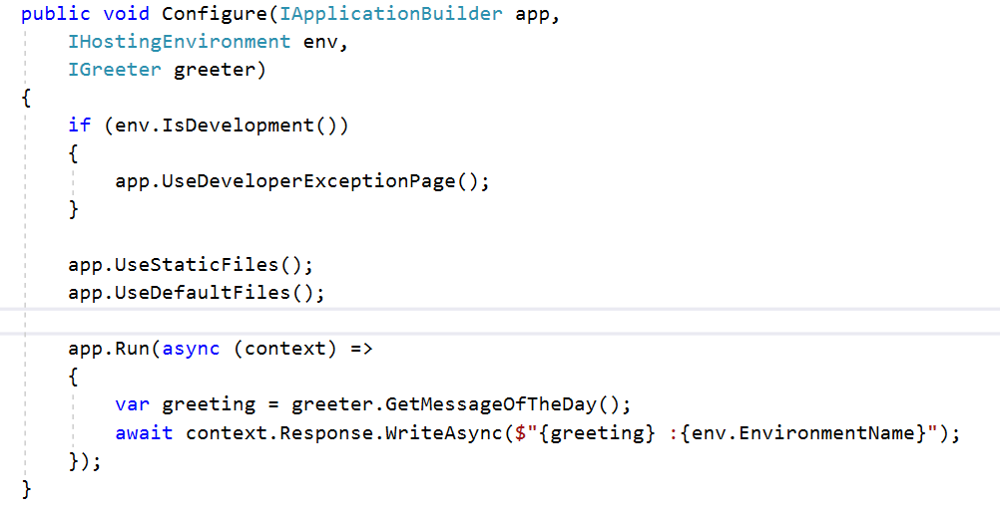 public void Configure(IApplicationBuilder app,
    IHostingEnvironment env,
    IGreeter greeter)
{
    if (env.IsDevelopment())
    {
        app.UseDeveloperExceptionPage();
    }

    app.UseStaticFiles();
    app.UseDefaultFiles();

    app.Run(async (context) =>
    {
        var greeting = greeter.GetMessageOfTheDay();
        await context.Response.WriteAsync($"{greeting} :{env.EnvironmentName}");
    });
}